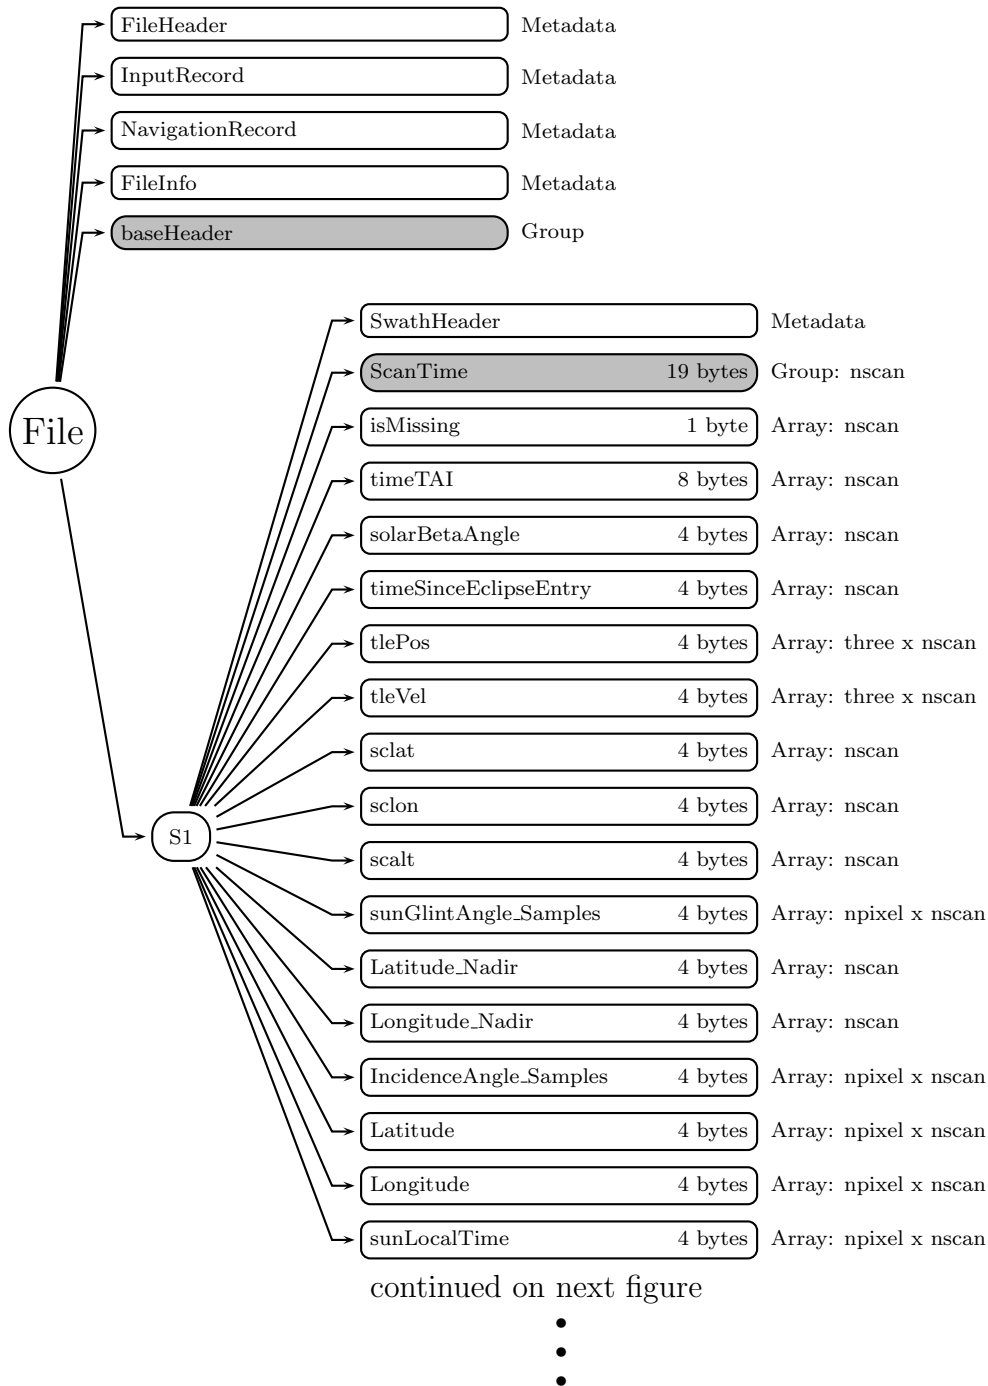 FileHeader Metadata
InputRecord Metadata
NavigationRecord Metadata
FileInfo Metadata
baseHeader Group
SwathHeader Metadata
ScanTime 19 bytes Group: nscan
File
isMissing 1 byte Array: nscan
timeTAI 8 bytes Array: nscan
solarBetaAngle 4 bytes Array: nscan
timeSinceEclipseEntry 4 bytes Array: nscan
tlePos 4 bytes Array: three x nscan
tleVel 4 bytes Array: three x nscan
sclat 4 bytes Array: nscan
sclon 4 bytes Array: nscan
S1
scalt 4 bytes Array: nscan
sunGlintAngle_Samples 4 bytes Array: npixel x nscan
Latitude_Nadir 4 bytes Array: nscan
Longitude_Nadir 4 bytes Array: nscan
IncidenceAngle_Samples 4 bytes Array: npixel x nscan
Latitude 4 bytes Array: npixel x nscan
Longitude 4 bytes Array: npixel x nscan
sunLocalTime 4 bytes Array: npixel x nscan
continued on next figure